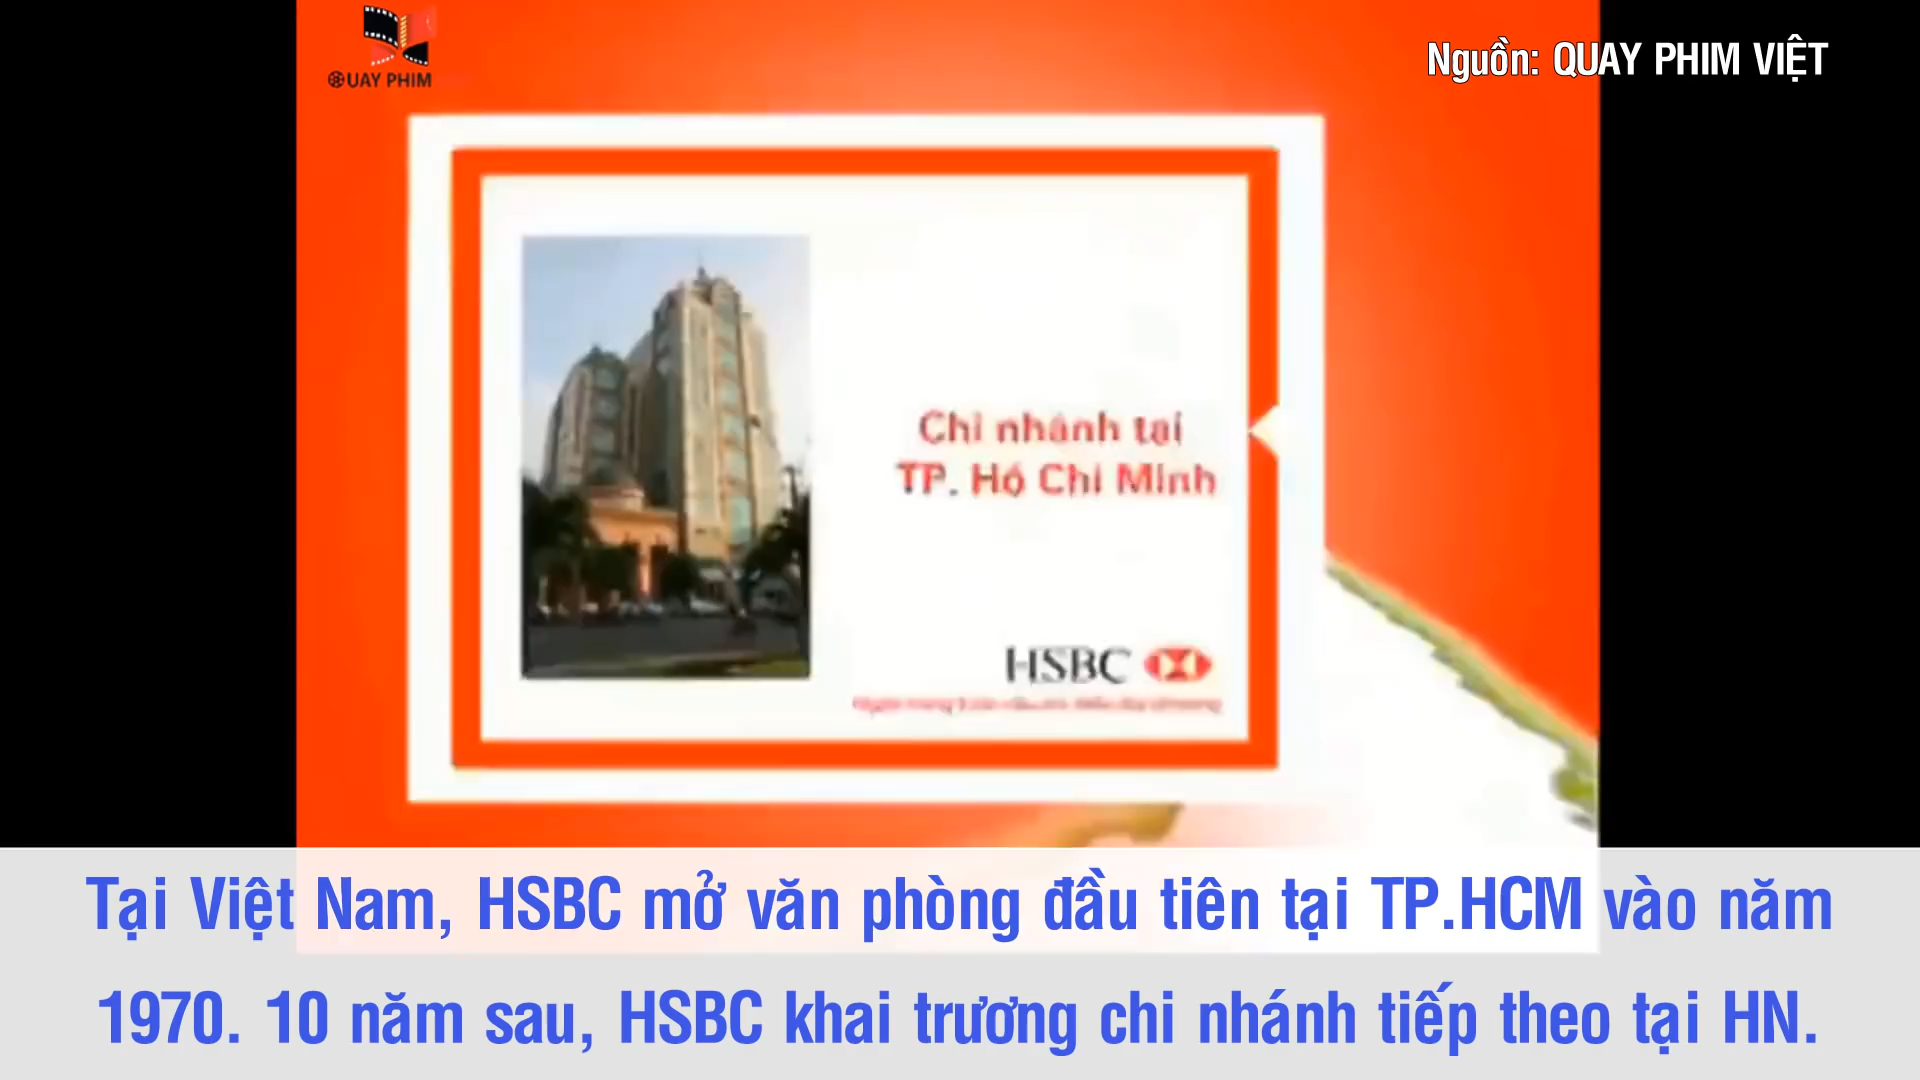 QUAY PHIM
Nguồn: QUAY PHIM VIỆT
Chi nhánh tại
TP. Hồ Chí Minh
HSBC
Tại Việt Nam, HSBC mở văn phòng đầu tiên tại TP.HCM vào năm
1970. 10 năm sau, HSBC khai trương chi nhánh tiếp theo tại HN.